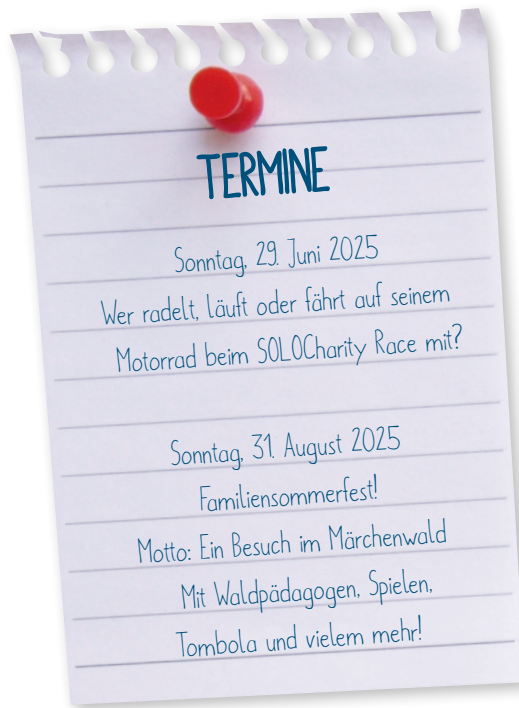 TERMINE
Sonntag, 29. Juni 2025
Wer radelt, läuft oder fährt auf seinem
Motorrad beim SOLOCharity Race mit?
Sonntag, 31. August 2025
Familiensommerfest!
Motto: Ein Besuch im Märchenwald
Mit Waldpädagogen, Spielen,
Tombola und vielem mehr!